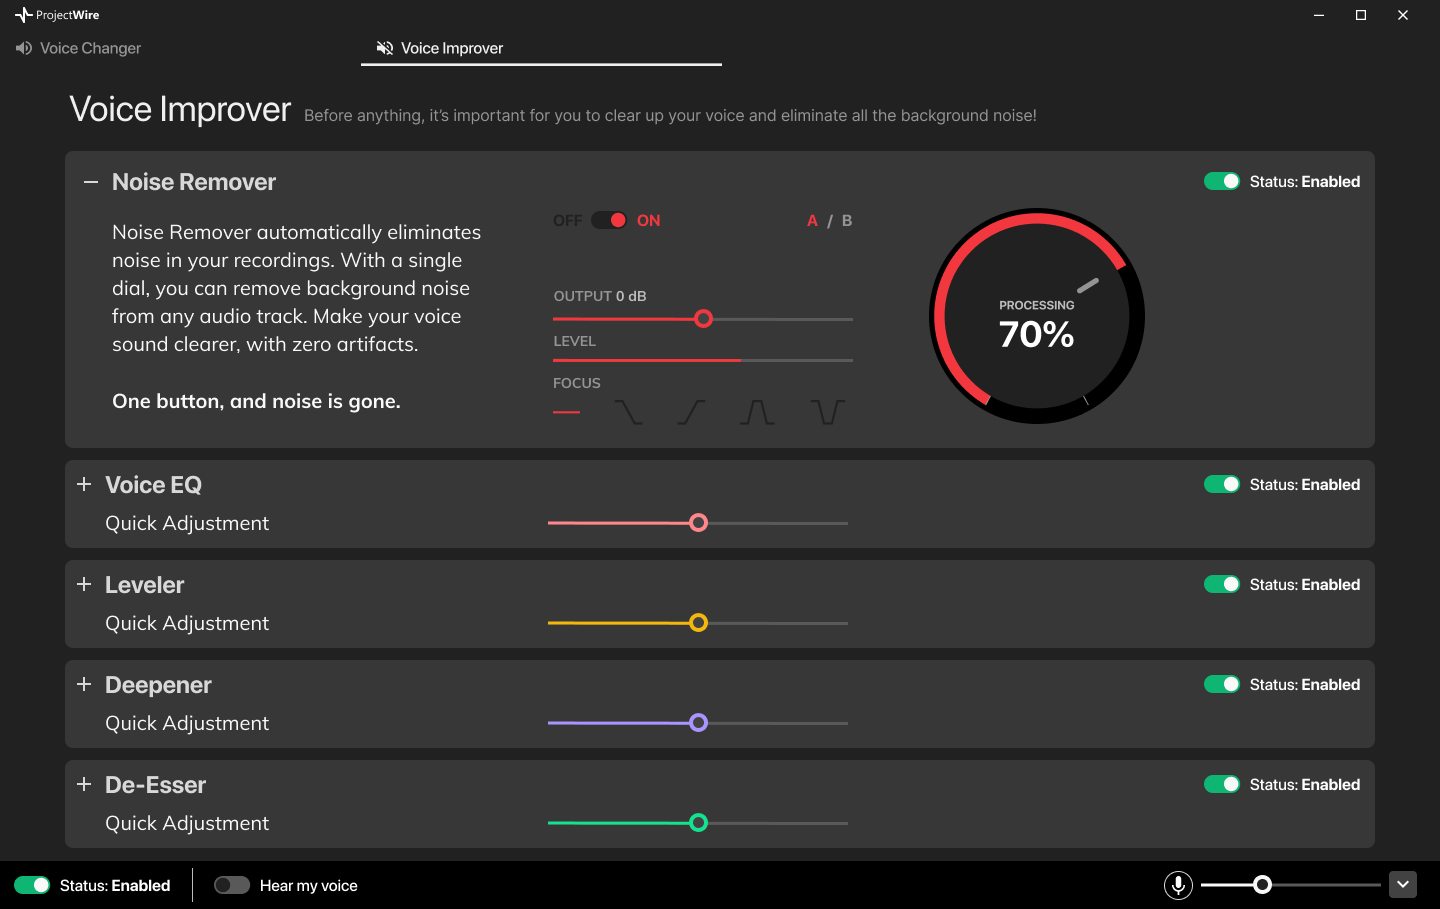 ProjectWire
Voice Changer
Voice Improver
Voice Improver Before anything, it's important for you to clear up your voice and eliminate all the background noise!
Noise Remover
Status: Enabled
Noise Remover automatically eliminates
noise in your recordings. With a single
dial, you can remove background noise
from any audio track. Make your voice
sound clearer, with zero artifacts.
One button, and noise is gone.
OFF ON
A / B
OUTPUT 0 dB
LEVEL
FOCUS
PROCESSING
70%
Voice EQ
Status: Enabled
Quick Adjustment
Leveler
Status: Enabled
Quick Adjustment
Deepener
Status: Enabled
Quick Adjustment
De-Esser
Status: Enabled
Quick Adjustment
Status: Enabled
Hear my voice